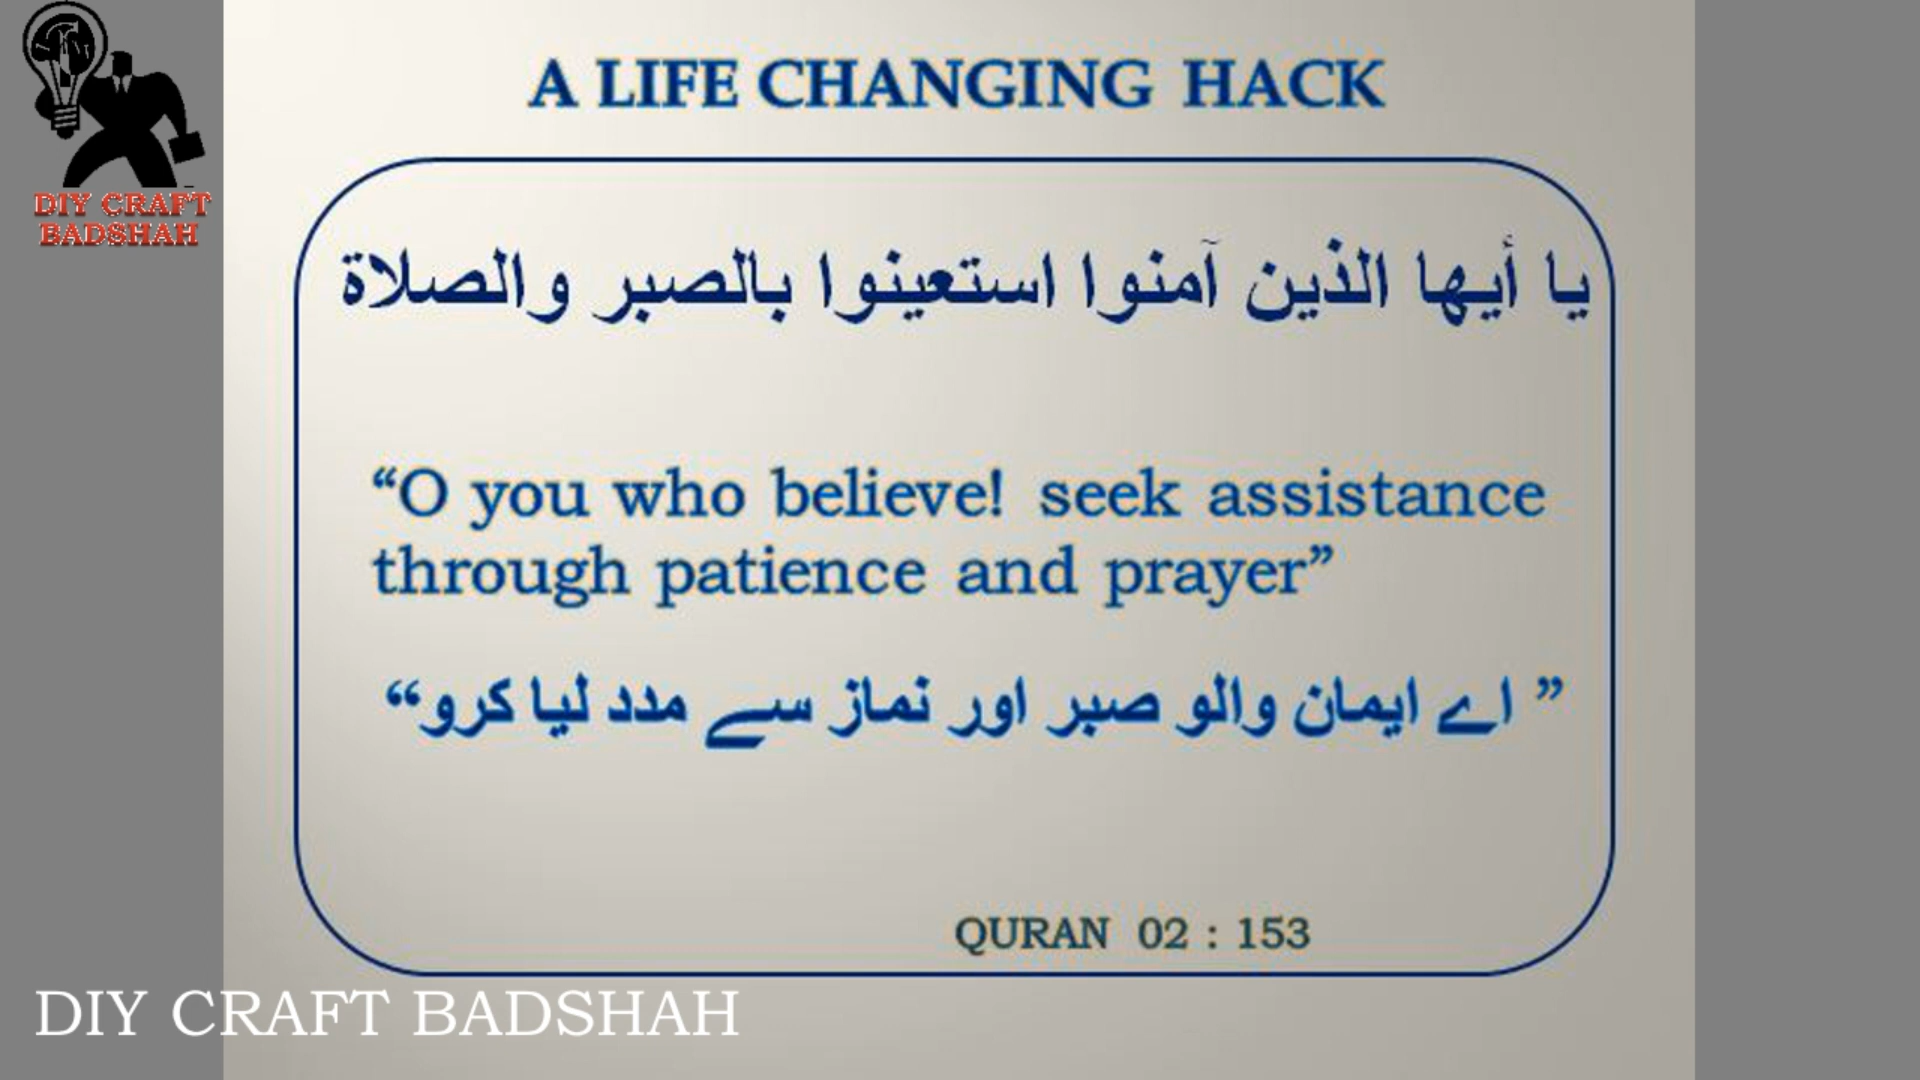 DIY CRAFT
BADSHAH
A LIFE CHANGING HACK
يا أيها الذين آمنوا استعينوا بالصبر والصلاة
“O you who believe! seek assistance
through patience and prayer”
” اے ایمان والو صبر اور نماز سے مدد لیا کرو“
QURAN 02 : 153
DIY CRAFT BADSHAH